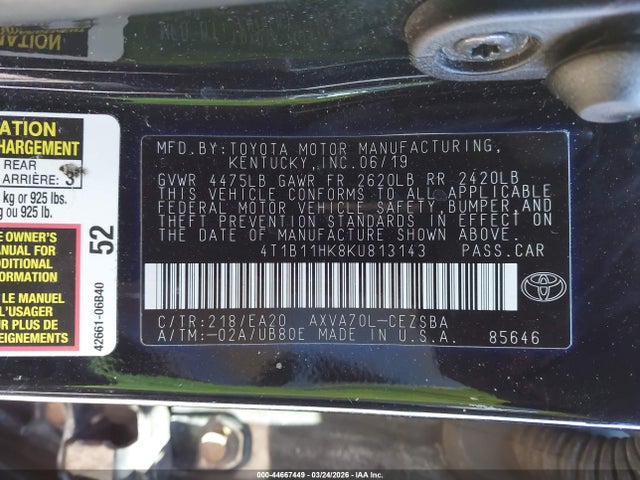 ATION
HARGEMENT
REAR
ARRIÈRE: 3
kg or 925 lbs.
g ou 925 lb.
E OWNER'S
ANUAL FOR
ADDITIONAL
FORMATION
LE MANUEL
L'USAGER
R PLUS DE
EIGNEMENTS
52
42661-06B40
MFD.BY:TOYOTA MOTOR MANUFACTURING,
KENTUCKY, INC. 06/19
GVWR 4475LB GAWR FR 2620LB RR 2420LB
THIS VEHICLE CONFORMS TO ALL APPLICABLE
FEDERAL MOTOR VEHICLE SAFETY, BUMPER, AND
THEFT PREVENTION STANDARDS IN EFFECT ON
THE DATE OF MANUFACTURE SHOWN ABOVE.
4T1B11HK8KU813143 PASS.CAR
TOYOTA
C/TR:218/EA20 AXVA70L-CEZSBA
A/TM:-02A/UB80E MADE IN U.S.A. 85646
000-44667449 | 03/24/2026 - IAA Inc.